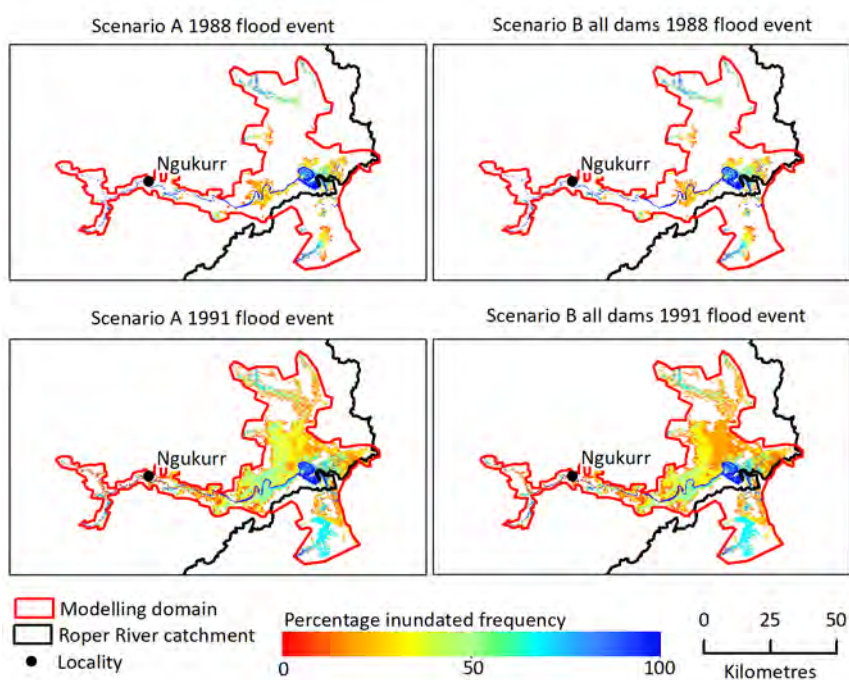 Scenario A 1988 flood event
Scenario B all dams 1988 flood event
Ngukurr
Ngukurr
Scenario A 1991 flood event
Scenario B all dams 1991 flood event
Ngukurr
Ngukurr
Modelling domain
Roper River catchment
Locality
Percentage inundated frequency
0 50 100
0 25 50
Kilometres